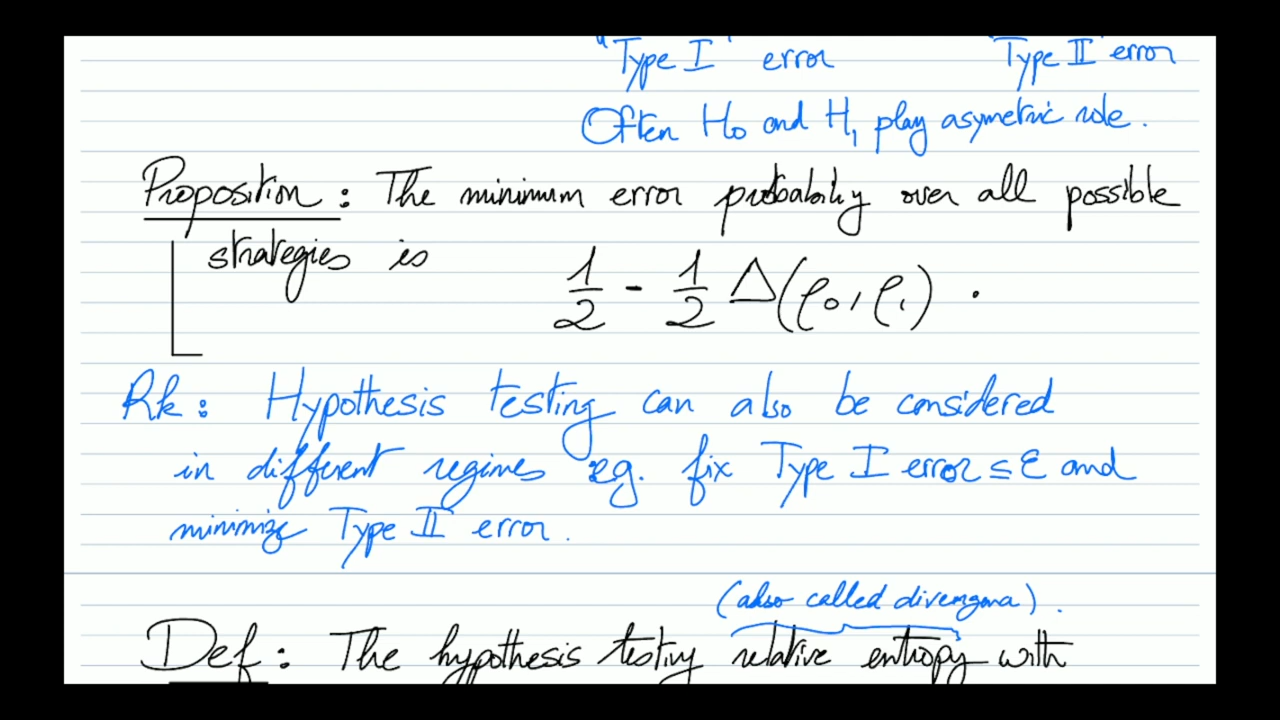 "Type I" error Type II error
Often H₀ and H₁ play asymetric role.
Proposition: The minimum error probability over all possible
strategies is 1/2 - 1/2 Δ(ρ₀, ρ₁).
Rk: Hypothesis testing can also be considered
in different regimes e.g. fix Type I error ≤ ε and
minimize Type II error.
(also called divergence).
Def: The hypothesis testing relative entropy with